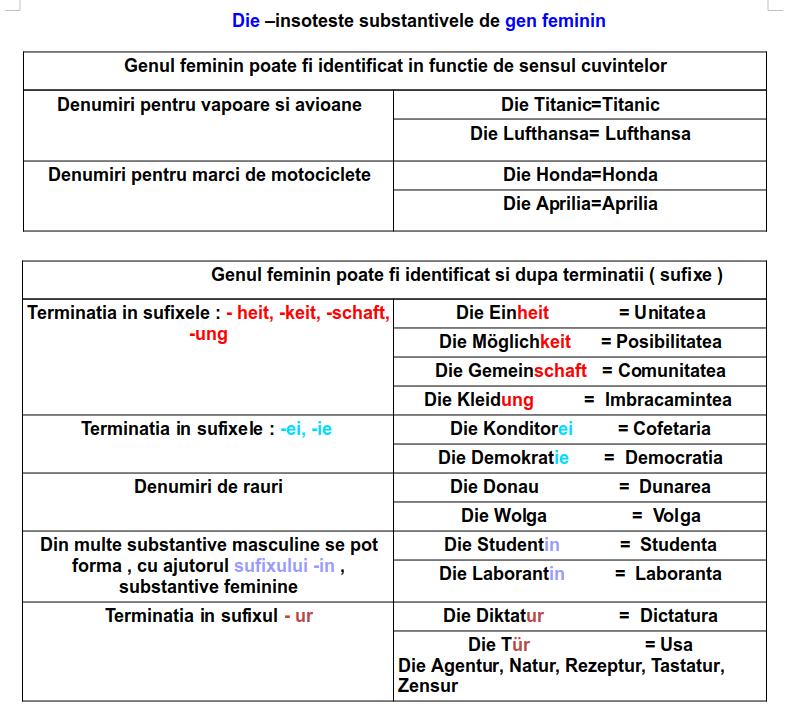 Die –insoteste substantivele de gen feminin
Genul feminin poate fi identificat in functie de sensul cuvintelor
Denumiri pentru vapoare si avioane
Die Titanic=Titanic
Die Lufthansa= Lufthansa
Denumiri pentru marci de motociclete
Die Honda=Honda
Die Aprilia=Aprilia
Genul feminin poate fi identificat si dupa terminatii ( sufixe )
Terminatia in sufixele : - heit, -keit, -schaft,
-ung
Die Einheit = Unitatea
Die Möglichkeit = Posibilitatea
Die Gemeinschaft = Comunitatea
Die Kleidung = Imbracamintea
Terminatia in sufixele : -ei, -ie
Die Konditorei = Cofetaria
Die Demokratie = Democratia
Denumiri de rauri
Die Donau = Dunarea
Die Wolga = Volga
Din multe substantive masculine se pot
forma , cu ajutorul sufixului -in ,
substantive feminine
Die Studentin = Studenta
Die Laborantin = Laboranta
Terminatia in sufixul - ur
Die Diktatur = Dictatura
Die Tür = Usa
Die Agentur, Natur, Rezeptur, Tastatur,
Zensur